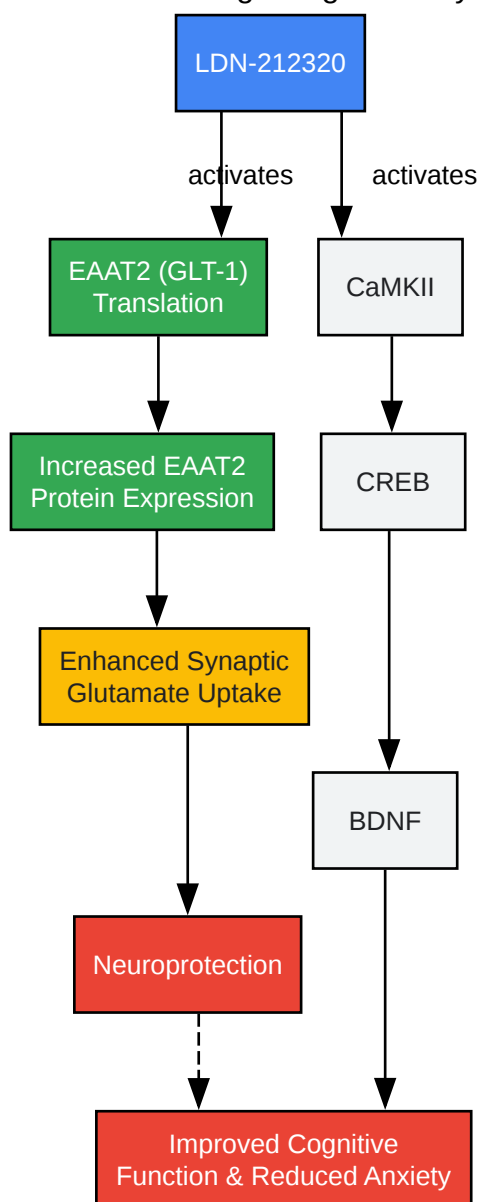 LDN-212320
activates activates
EAAT2 (GLT-1)
Translation
CaMKII
Increased EAAT2
Protein Expression
CREB
Enhanced Synaptic
Glutamate Uptake
BDNF
Neuroprotection
Improved Cognitive
Function & Reduced Anxiety